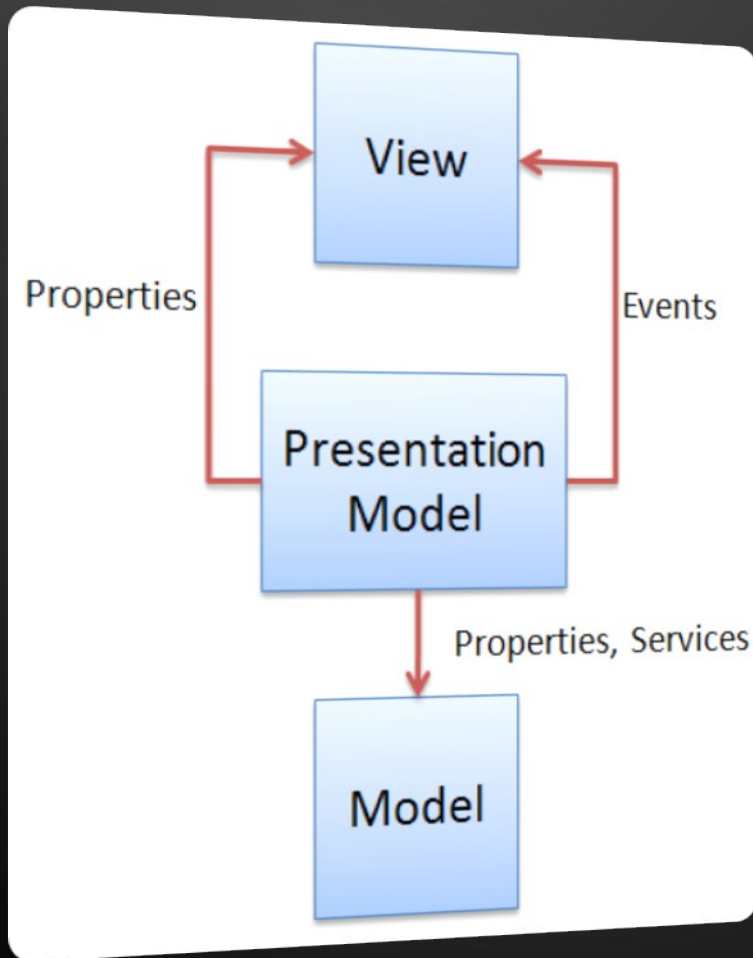 View
Properties
Events
Presentation
Model
Properties, Services
Model